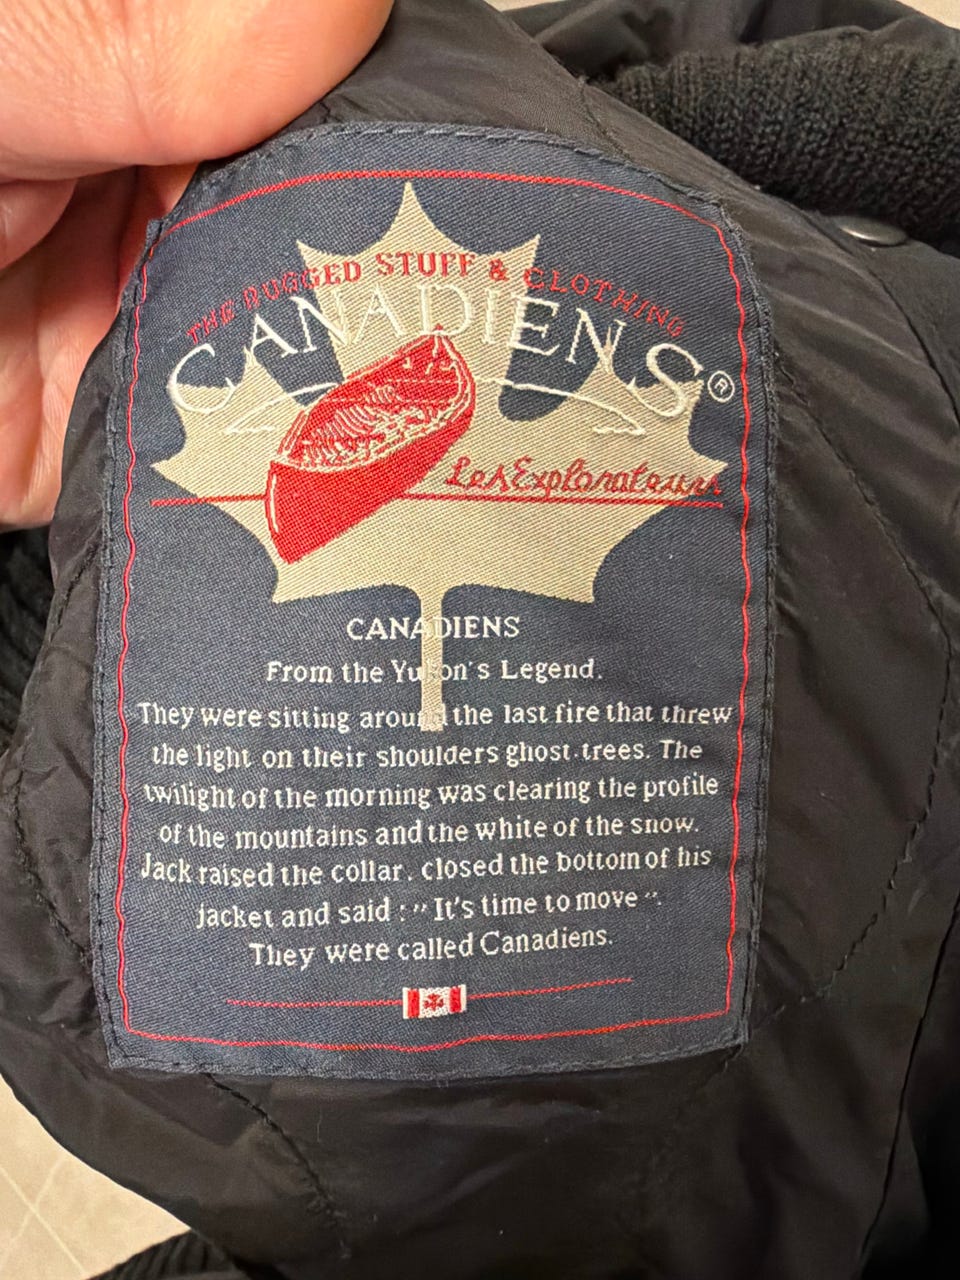 THE RUGGED STUFF & CLOTHING
CANADIENS ®
Les Explorateurs
CANADIENS
From the Yukon's Legend.
They were sitting around the last fire that threw
the light on their shoulders ghost-trees. The
twilight of the morning was clearing the profile
of the mountains and the white of the snow.
Jack raised the collar. closed the bottom of his
jacket and said : " It's time to move ".
They were called Canadiens.